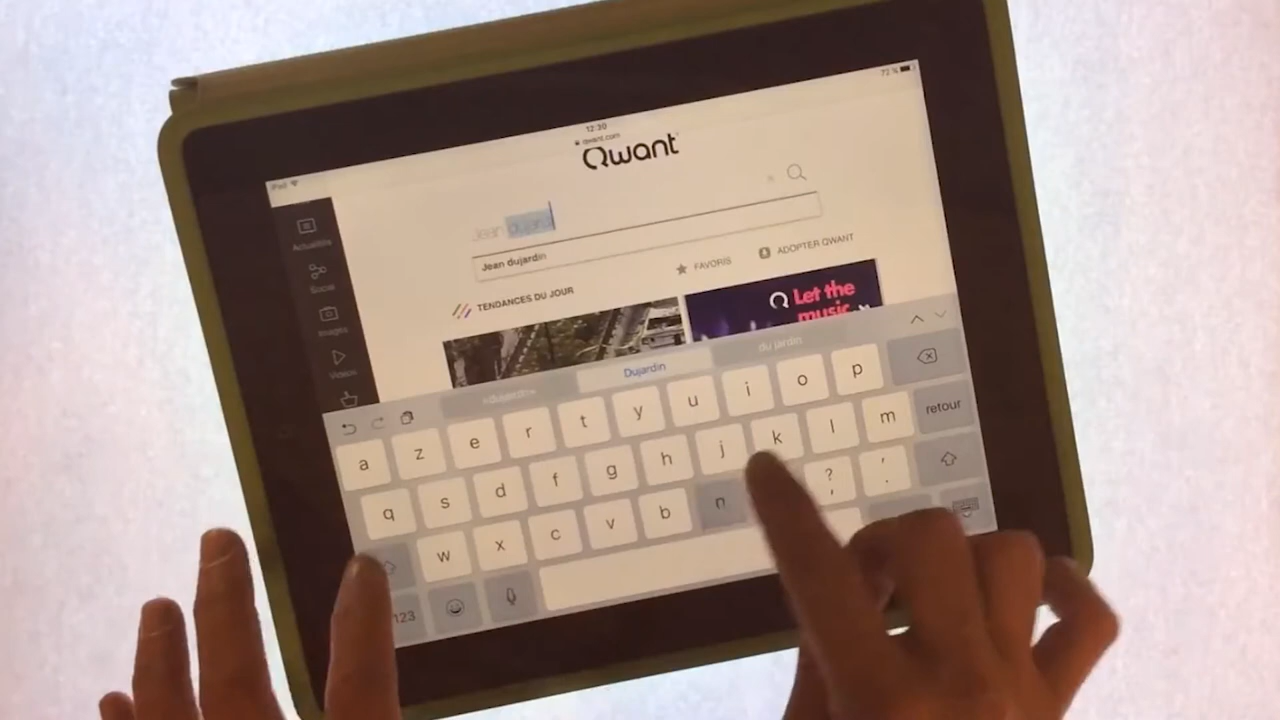 72 %
12:30
iPad
qwant.com
Qwant
Jean dujardin
Jean dujardin
Actualités
Social
Images
Vidéos
FAVORIS
ADOPTER QWANT
TENDANCES DU JOUR
Let the
music
«dujardin»
Dujardin
du jardin
a z e r t y u i o p
q s d f g h j k l m
retour
w x c v b n ? , ' .
123